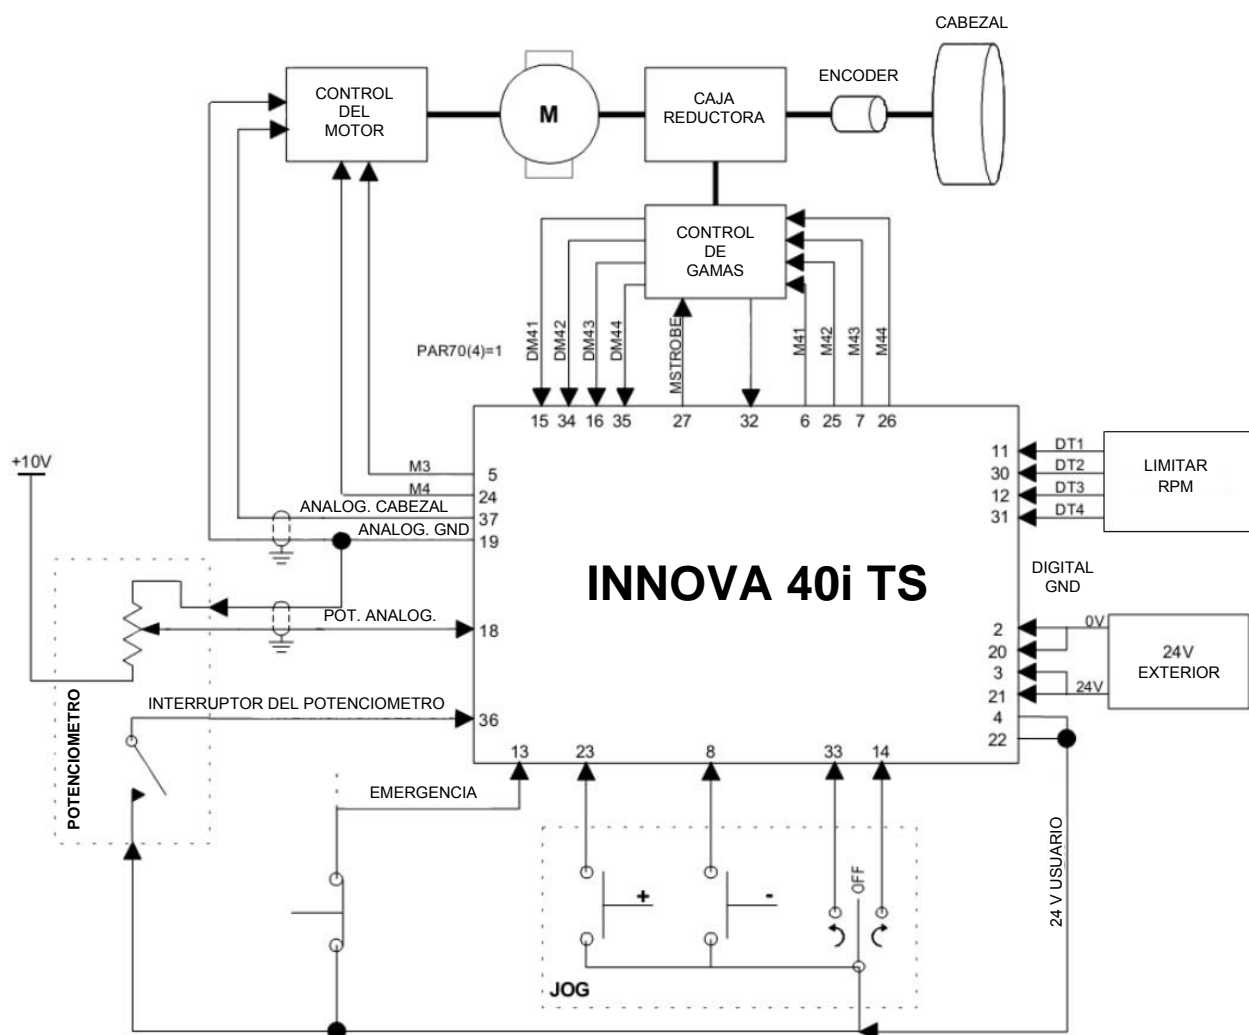 CABEZAL
ENCODER
CONTROL
DEL
MOTOR
M
CAJA
REDUCTORA
CONTROL
DE
GAMAS
PAR70(4)=1
DM41
DM42
DM43
DM44
MSTROBE
M41
M42
M43
M44
15 34 16 35 27 32 6 25 7 26
+10V
M3
5
M4
24
ANALOG. CABEZAL
37
ANALOG. GND
19
POT. ANALOG.
18
INTERRUPTOR DEL POTENCIOMETRO
36
POTENCIOMETRO
INNOVA 40i TS
11
DT1
30
DT2
12
DT3
31
DT4
LIMITAR
RPM
DIGITAL
GND
2
0V
20
3
21
24V
4
22
24V
EXTERIOR
13 23 8 33 14
EMERGENCIA
+
-
OFF
JOG
24 V USUARIO